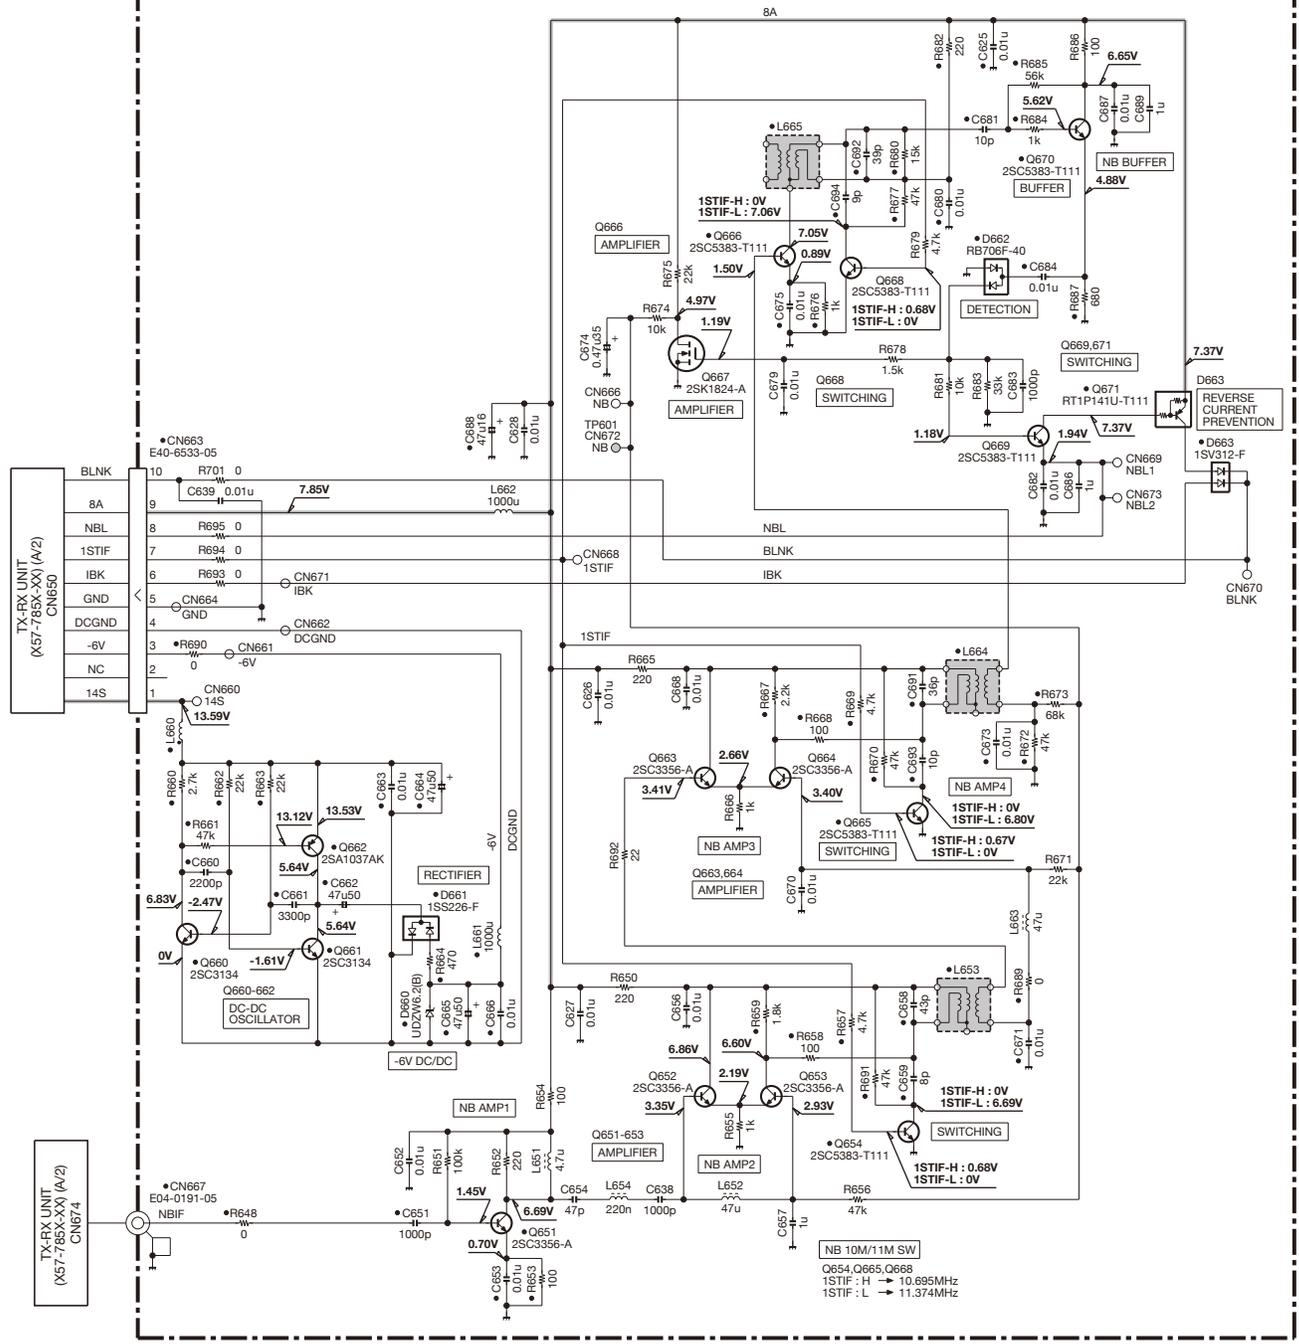 8A
R682
220
C625
0.01u
R686
100
R685
56k
6.65V
5.62V
C687
0.01u
C689
1u
L665
C681
10p
R684
1k
C692
39p
R680
15k
Q670
2SC5383-T111
BUFFER
NB BUFFER
C694
9p
R677
47k
C680
0.01u
4.88V
1STIF-H : 0V
1STIF-L : 7.06V
Q666
AMPLIFIER
Q666
2SC5383-T111
7.05V
R679
4.7k
D662
RB706F-40
0.89V
1.50V
R675
22k
C684
0.01u
Q668
2SC5383-T111
C675
0.01u
R676
1k
R687
680
4.97V
R674
10k
1STIF-H : 0.68V
1STIF-L : 0V
DETECTION
1.19V
C674
0.47u35
Q669,671
SWITCHING
R678
1.5k
7.37V
Q667
2SK1824-A
C679
0.01u
Q668
SWITCHING
R681
10k
R683
33k
C683
1000p
Q671
RT1P141U-T111
D663
REVERSE
CURRENT
PREVENTION
CN666
NB
AMPLIFIER
C688
47u16
C628
0.01u
TP601
CN672
NB
1.18V
1.94V
7.37V
Q669
2SC5383-T111
D663
1SV312-F
CN663
E40-6533-05
CN669
NBL1
C682
0.01u
C686
1u
CN673
NBL2
TX-RX UNIT
(X57-785X-XX) (A/2)
CN650
BLNK
10
R701 0
C639 0.01u
7.85V
L662
1000u
8A
9
NBL
8
R695 0
NBL
1STIF
7
R694 0
CN668
1STIF
BLNK
IBK
6
R693 0
CN671
IBK
IBK
GND
5
CN664
GND
CN670
BLNK
DCGND
4
CN662
DCGND
-6V
3
R690
0
CN661
-6V
1STIF
NC
2
14S
1
CN660
14S
13.59V
L660
R665
220
C626
0.01u
C668
0.01u
R667
2.2k
R669
4.7k
C691
36p
L664
R673
68k
R668
100
C673
0.01u
R672
47k
R660
2.7k
R662
22k
R663
22k
C663
0.01u
C664
47u50
-6V
DCGND
Q663
2SC3356-A
2.66V
Q664
2SC3356-A
R670
47k
C693
10p
NB AMP4
3.41V
3.40V
R666
1k
1STIF-H : 0V
1STIF-L : 6.80V
13.12V
13.53V
R661
47k
Q662
2SA1037AK
Q665
2SC5383-T111
SWITCHING
1STIF-H : 0.67V
1STIF-L : 0V
NB AMP3
R692
22
C660
2200p
5.64V
RECTIFIER
Q663,664
AMPLIFIER
C670
0.01u
R671
22k
6.83V
-2.47V
C661
3300p
C662
47u50
D661
1SS226-F
L663
47u
L661
1000u
5.64V
0V
Q660
2SC3134
-1.61V
Q661
2SC3134
R664
470
L653
R689
0
Q660-662
DC-DC
OSCILLATOR
D660
UDZW6.2(B)
C665
47u50
C666
0.01u
R650
220
C627
0.01u
C656
0.01u
R659
1.8k
R657
4.7k
C658
43p
C671
0.01u
R658
100
-6V DC/DC
6.86V
6.60V
Q652
2SC3356-A
2.19V
Q653
2SC3356-A
R691
47k
C659
8p
1STIF-H : 0V
1STIF-L : 6.69V
R654
100
NB AMP1
3.35V
2.93V
R655
1k
SWITCHING
Q654
2SC5383-T111
Q651-653
AMPLIFIER
NB AMP2
C652
0.01u
R651
100k
R652
220
L651
4.7u
1STIF-H : 0.68V
1STIF-L : 0V
TX-RX UNIT
(X57-785X-XX) (A/2)
CN674
CN667
E04-0191-05
NBIF
R648
0
C651
1000p
1.45V
6.69V
C654
47p
L654
220n
C638
1000p
L652
47u
R656
47k
C657
1u
Q651
2SC3356-A
0.70V
C653
0.01u
R653
100
NB 10M/11M SW
Q654,Q665,Q668
1STIF : H → 10.695MHz
1STIF : L → 11.374MHz